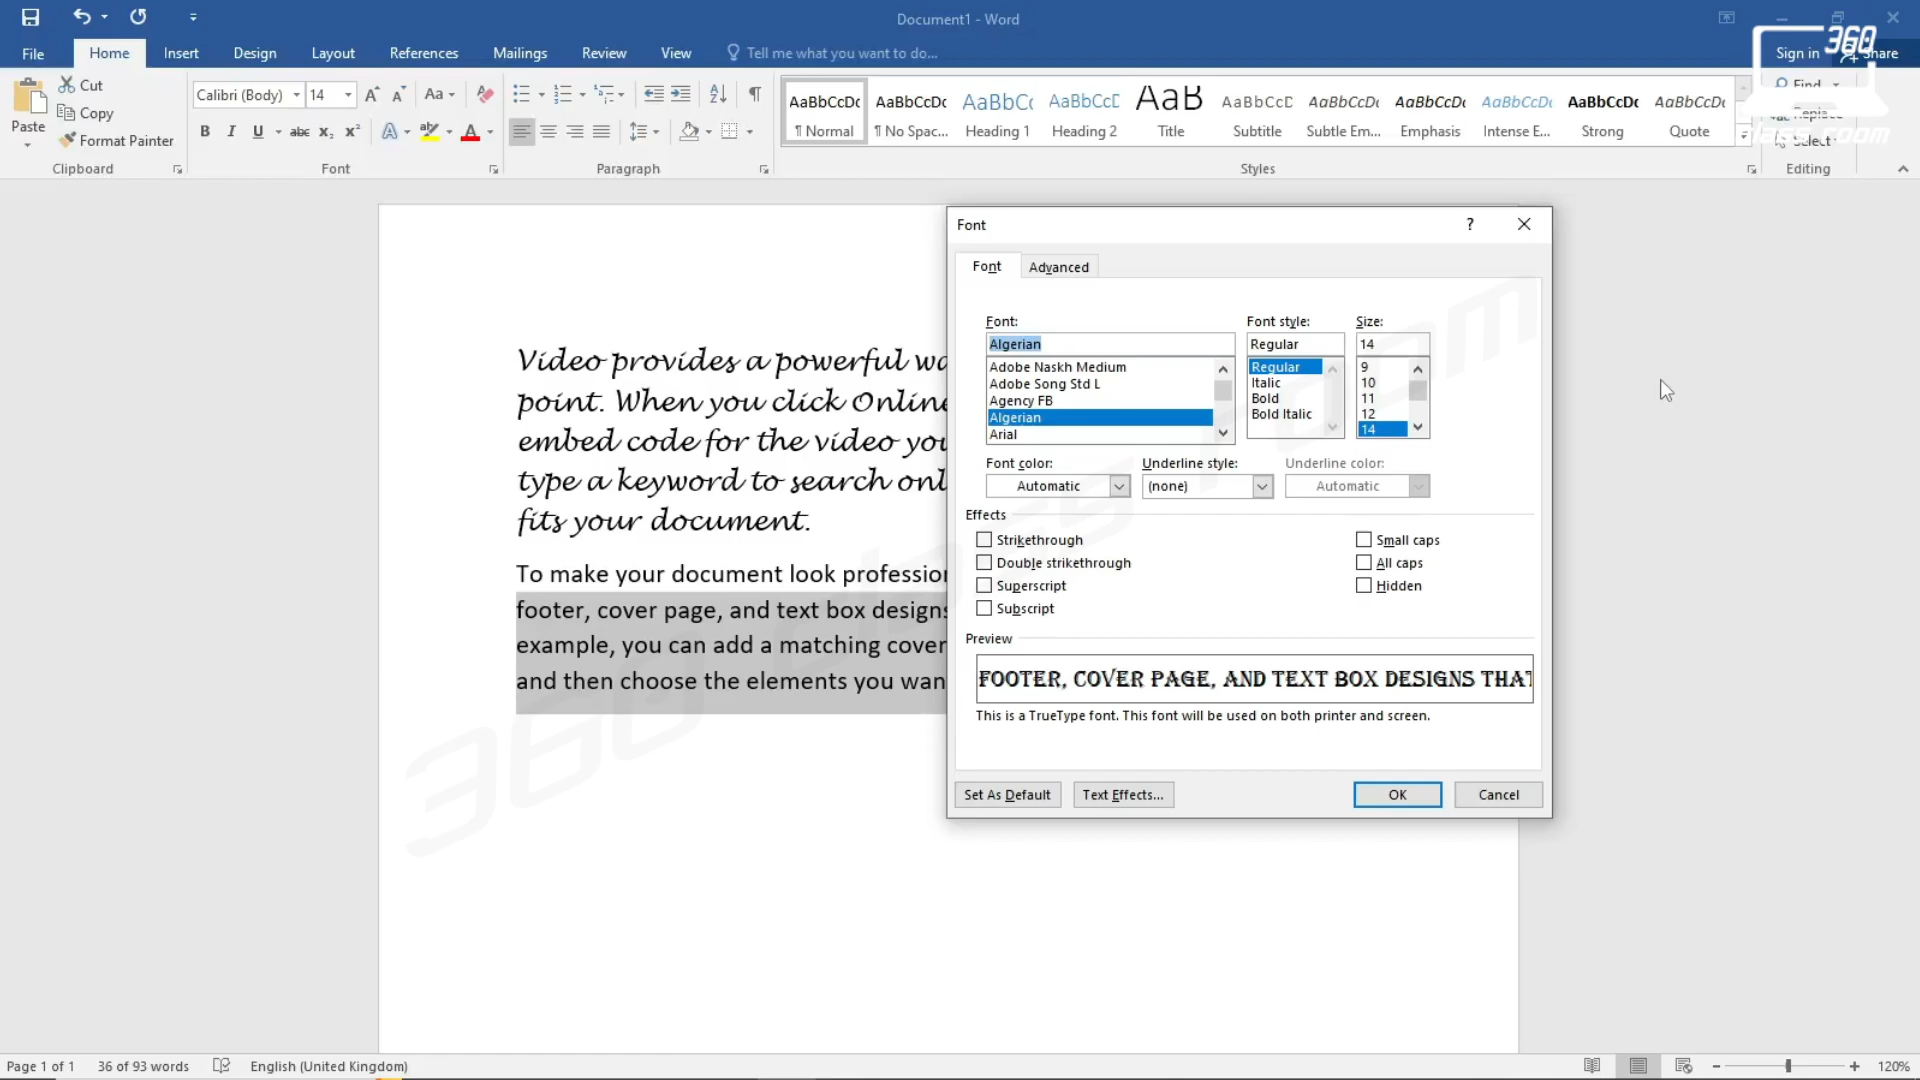 Document1 - Word
File Home Insert Design Layout References Mailings Review View Tell me what you want to do... Sign in Share
360
class room
Paste
Cut
Copy
Format Painter
Clipboard
Calibri (Body) 14
Font
Paragraph
AaBbCcDc AaBbCcDc AaBbCc AaBbCcD AaB AaBbCcD AaBbCcDc AaBbCcDc AaBbCcDc AaBbCcDc AaBbCcDc
¶ Normal ¶ No Spac... Heading 1 Heading 2 Title Subtitle Subtle Em... Emphasis Intense E... Strong Quote
Styles
Find
Replace
Select
Editing
Video provides a powerful
point. When you click Online
embed code for the video
type a keyword to search
fits your document.
To make your document look
footer, cover page, and text box designs
example, you can add a matching cover
and then choose the elements you
Font
Font Advanced
Font: Font style: Size:
Algerian Regular 14
Adobe Naskh Medium
Adobe Song Std L
Agency FB
Algerian
Arial
Regular
Italic
Bold
Bold Italic
9
10
11
12
14
Font color: Underline style: Underline color:
Automatic (none) Automatic
Effects
Strikethrough Small caps
Double strikethrough All caps
Superscript Hidden
Subscript
Preview
FOOTER, COVER PAGE, AND TEXT BOX DESIGNS THAT
This is a TrueType font. This font will be used on both printer and screen.
Set As Default Text Effects... OK Cancel
360 class room
Page 1 of 1 36 of 93 words English (United Kingdom) 120%